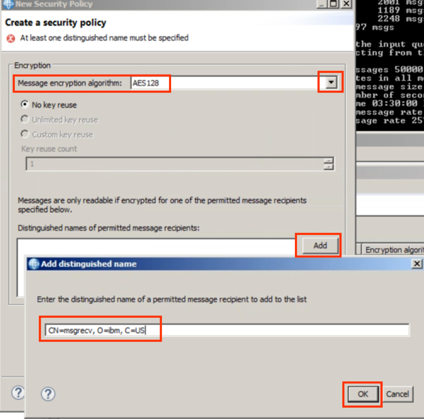 New Security Policy
2001 msgs
1189 msgs
Create a security policy
2248 msgs
At least one distinguished name must be specified
97 msgs
the input qu
cting from t
Encryption
ssages 50000
Message encryption algorithm: AES128
tes in all m
message size
No key reuse
mber of seco
me 03:30:00
Unlimited key reuse
message rate
sage rate 25
Custom key reuse
Key reuse count
1
Messages are only readable if encrypted for one of the permitted message recipients
specified below.
Distinguished names of permitted message recipients:
Add
Encryption algorit
Add distinguished name
Enter the distinguished name of a permitted message recipient to add to the list
CN=msgrecv, O=ibm, C=US
OK Cancel